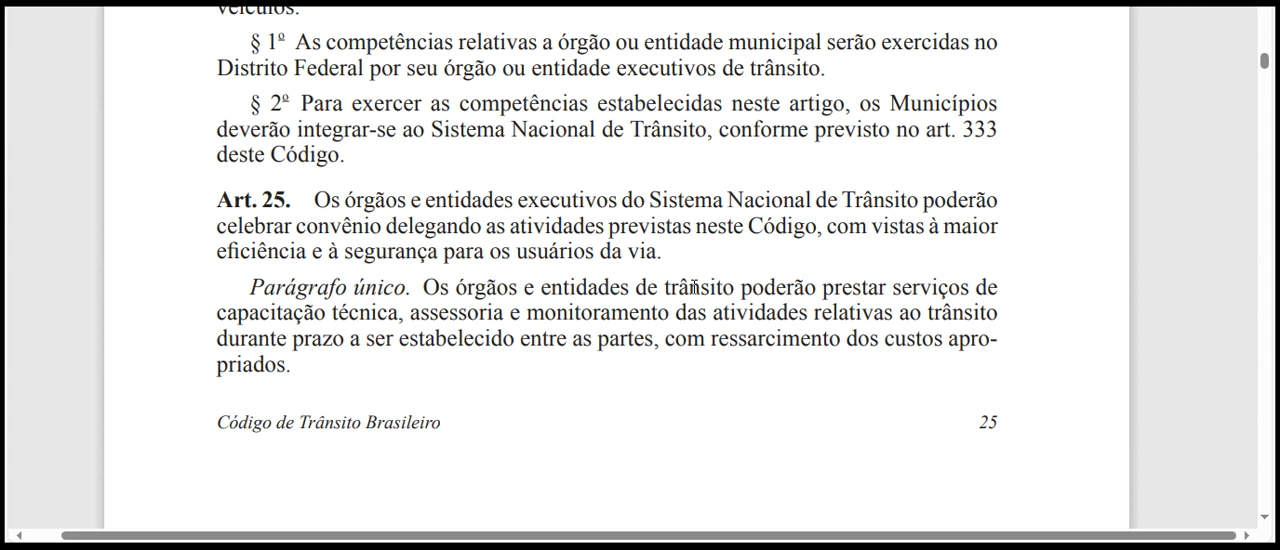 veículos.
§ 1º As competências relativas a órgão ou entidade municipal serão exercidas no
Distrito Federal por seu órgão ou entidade executivos de trânsito.
§ 2º Para exercer as competências estabelecidas neste artigo, os Municípios
deverão integrar-se ao Sistema Nacional de Trânsito, conforme previsto no art. 333
deste Código.
Art. 25. Os órgãos e entidades executivos do Sistema Nacional de Trânsito poderão
celebrar convênio delegando as atividades previstas neste Código, com vistas à maior
eficiência e à segurança para os usuários da via.
Parágrafo único. Os órgãos e entidades de trânsito poderão prestar serviços de
capacitação técnica, assessoria e monitoramento das atividades relativas ao trânsito
durante prazo a ser estabelecido entre as partes, com ressarcimento dos custos apro-
priados.
Código de Trânsito Brasileiro 25